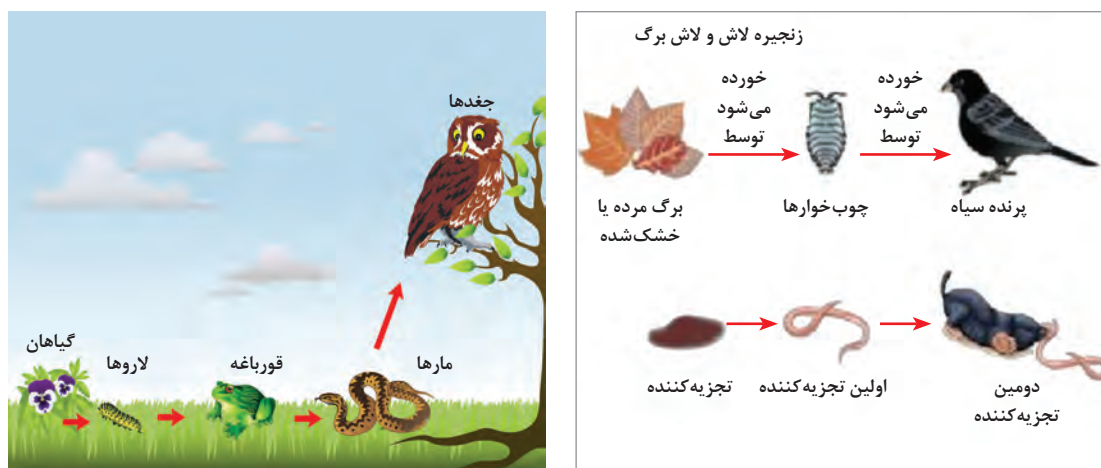 زنجیره لاش و لاش برگ
خورده
می‌شود
توسط
خورده
می‌شود
توسط
برگ مرده یا
خشک‌شده
چوب‌خوارها
پرنده سیاه
تجزیه‌کننده
اولین تجزیه‌کننده
دومین
تجزیه‌کننده
جغدها
گیاهان
لاروها
قورباغه
مارها